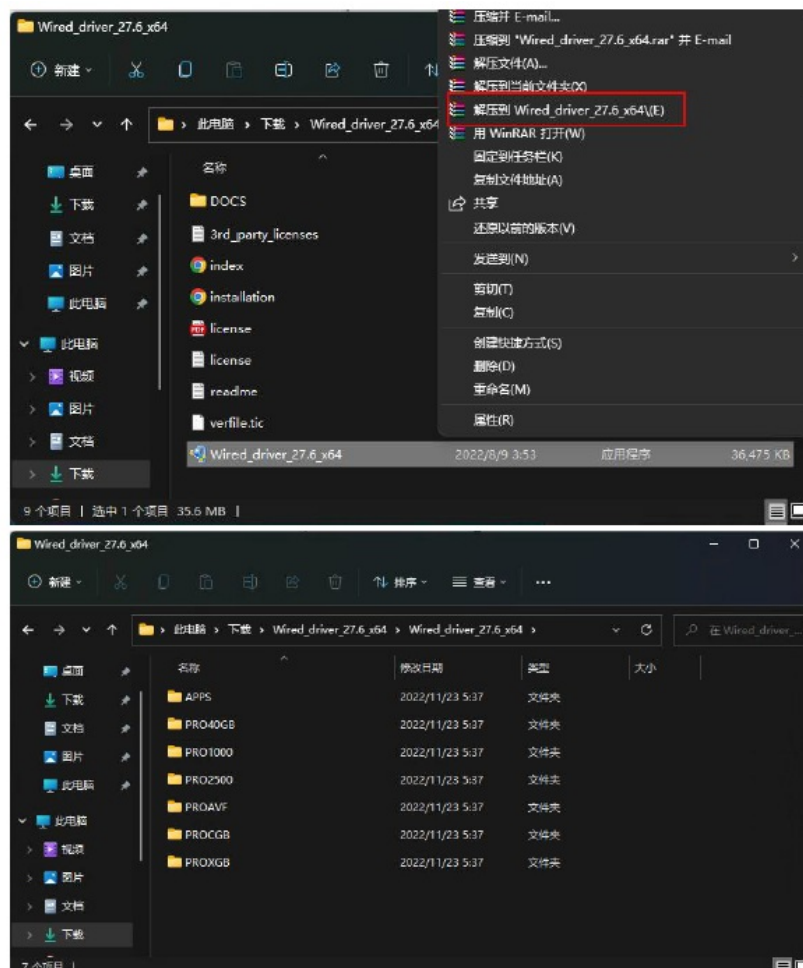 Wired_driver_27.6_x64
新建
← → ↑ 此电脑 › 下载 › Wired_driver_27.6_x64
名称
桌面
下载
文档
图片
此电脑
此电脑
视频
图片
文档
下载
DOCS
3rd_party_licenses
index
installation
license
license
readme
verfile.tic
Wired_driver_27.6_x64 2022/8/9 3:53 应用程序 36,475 KB
9 个项目 | 选中 1 个项目 35.6 MB |
压缩并 E-mail...
压缩到 "Wired_driver_27.6_x64.rar" 并 E-mail
解压文件(A)...
解压到当前文件夹(X)
解压到 Wired_driver_27.6_x64\(E)
用 WinRAR 打开(W)
固定到任务栏(K)
复制文件地址(A)
共享
还原以前的版本(V)
发送到(N)
剪切(T)
复制(C)
创建快捷方式(S)
删除(D)
重命名(M)
属性(R)
Wired_driver_27.6_x64
新建 排序 查看 ···
← → ↑ 此电脑 › 下载 › Wired_driver_27.6_x64 › Wired_driver_27.6_x64 › 在 Wired_driver_...
名称 修改日期 类型 大小
桌面
下载
文档
图片
此电脑
此电脑
视频
图片
文档
下载
APPS 2022/11/23 5:37 文件夹
PRO40GB 2022/11/23 5:37 文件夹
PRO1000 2022/11/23 5:37 文件夹
PRO2500 2022/11/23 5:37 文件夹
PROAVF 2022/11/23 5:37 文件夹
PROCGB 2022/11/23 5:37 文件夹
PROXGB 2022/11/23 5:37 文件夹
7 个项目 |